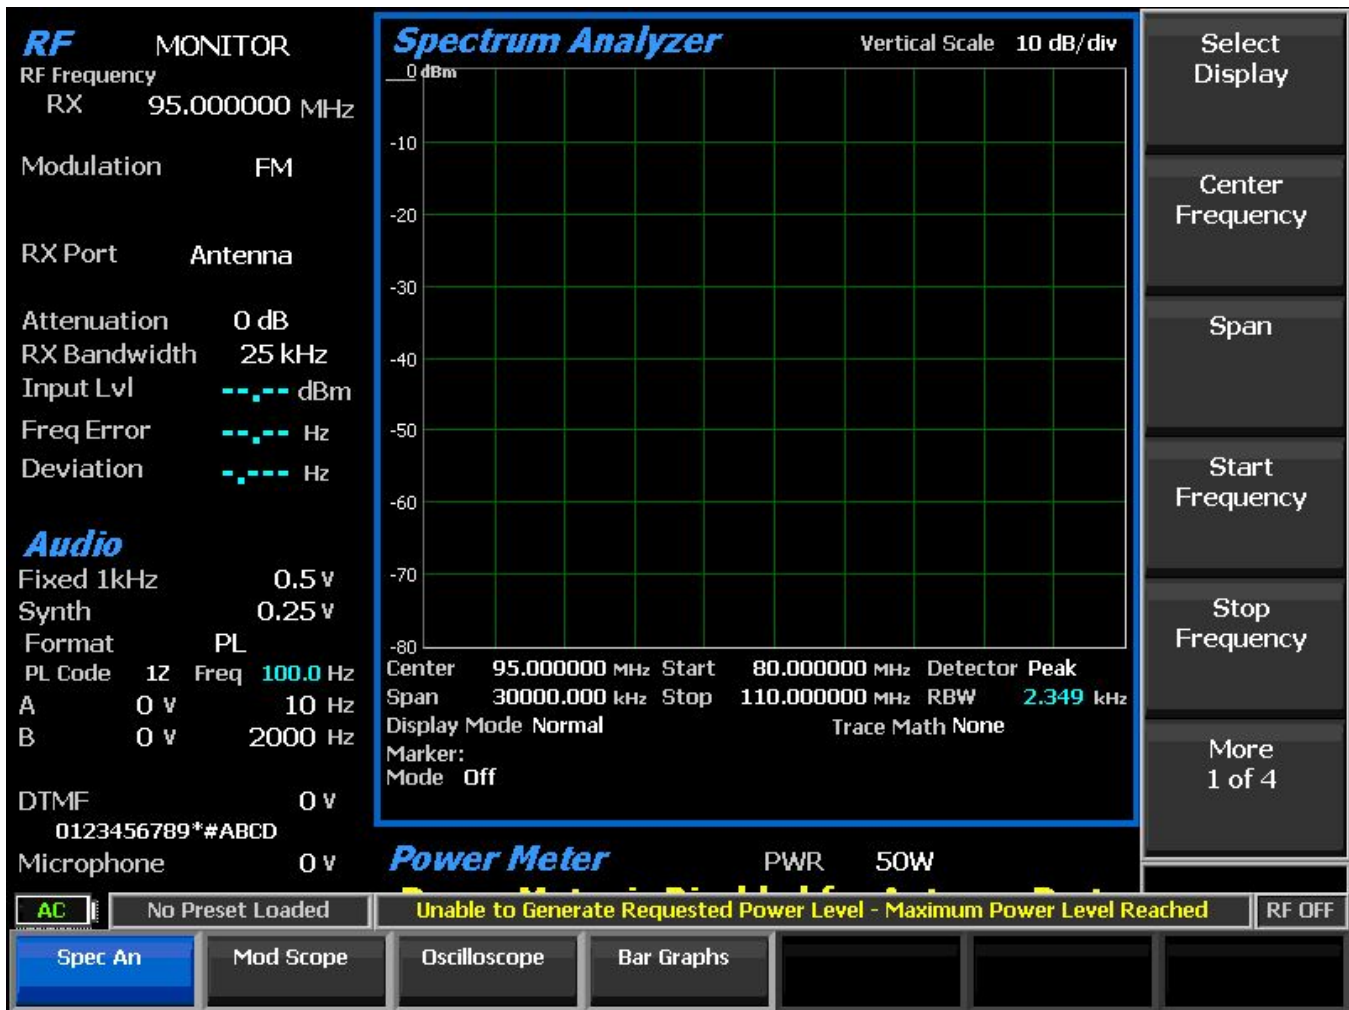 RF MONITOR
RF Frequency
RX 95.000000 MHz
Modulation FM
RX Port Antenna
Attenuation 0 dB
RX Bandwidth 25 kHz
Input Lvl --.-- dBm
Freq Error --.-- Hz
Deviation -.--- Hz
Audio
Fixed 1kHz 0.5 V
Synth 0.25 V
Format PL
PL Code 1Z Freq 100.0 Hz
A 0 V 10 Hz
B 0 V 2000 Hz
DTMF 0 V
0123456789*#ABCD
Microphone 0 V
Spectrum Analyzer Vertical Scale 10 dB/div
0 dBm
-10
-20
-30
-40
-50
-60
-70
-80
Center 95.000000 MHz Start 80.000000 MHz Detector Peak
Span 30000.000 kHz Stop 110.000000 MHz RBW 2.349 kHz
Display Mode Normal Trace Math None
Marker:
Mode Off
Power Meter PWR 50W
Select
Display
Center
Frequency
Span
Start
Frequency
Stop
Frequency
More
1 of 4
AC No Preset Loaded Unable to Generate Requested Power Level - Maximum Power Level Reached RF OFF
Spec An Mod Scope Oscilloscope Bar Graphs